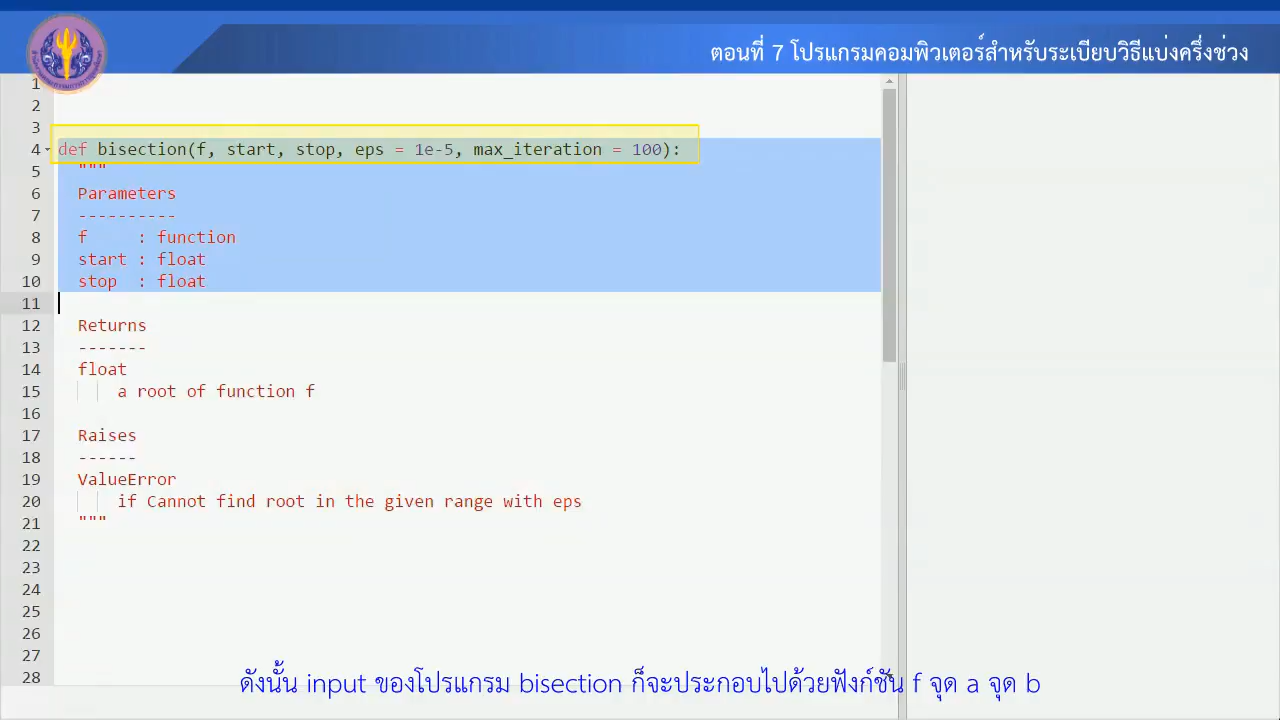 ตอนที่ 7 โปรแกรมคอมพิวเตอร์สำหรับระเบียบวิธีแบ่งครึ่งช่วง
1
2
3
4 def bisection(f, start, stop, eps = 1e-5, max_iteration = 100):
5 """
6 Parameters
7 ----------
8 f : function
9 start : float
10 stop : float
11
12 Returns
13 -------
14 float
15 a root of function f
16
17 Raises
18 ------
19 ValueError
20 if Cannot find root in the given range with eps
21 """
22
23
24
25
26
27
28
ดังนั้น input ของโปรแกรม bisection ก็จะประกอบไปด้วยฟังก์ชัน f จุด a จุด b